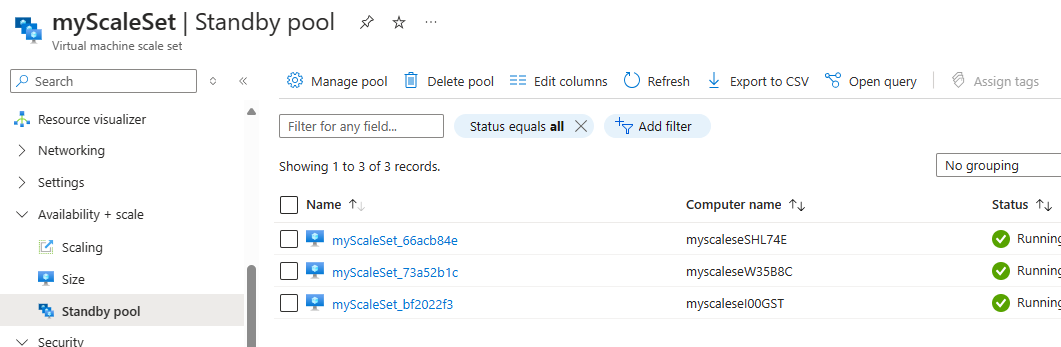 myScaleSet | Standby pool
Virtual machine scale set
Search
Manage pool Delete pool Edit columns Refresh Export to CSV Open query Assign tags
Resource visualizer
Networking
Settings
Availability + scale
Scaling
Size
Standby pool
Security
Filter for any field...
Status equals all
Add filter
Showing 1 to 3 of 3 records.
No grouping
Name Computer name Status
myScaleSet_66acb84e myscaleseSHL74E Running
myScaleSet_73a52b1c myscaleseW35B8C Running
myScaleSet_bf2022f3 myscaleseI00GST Running